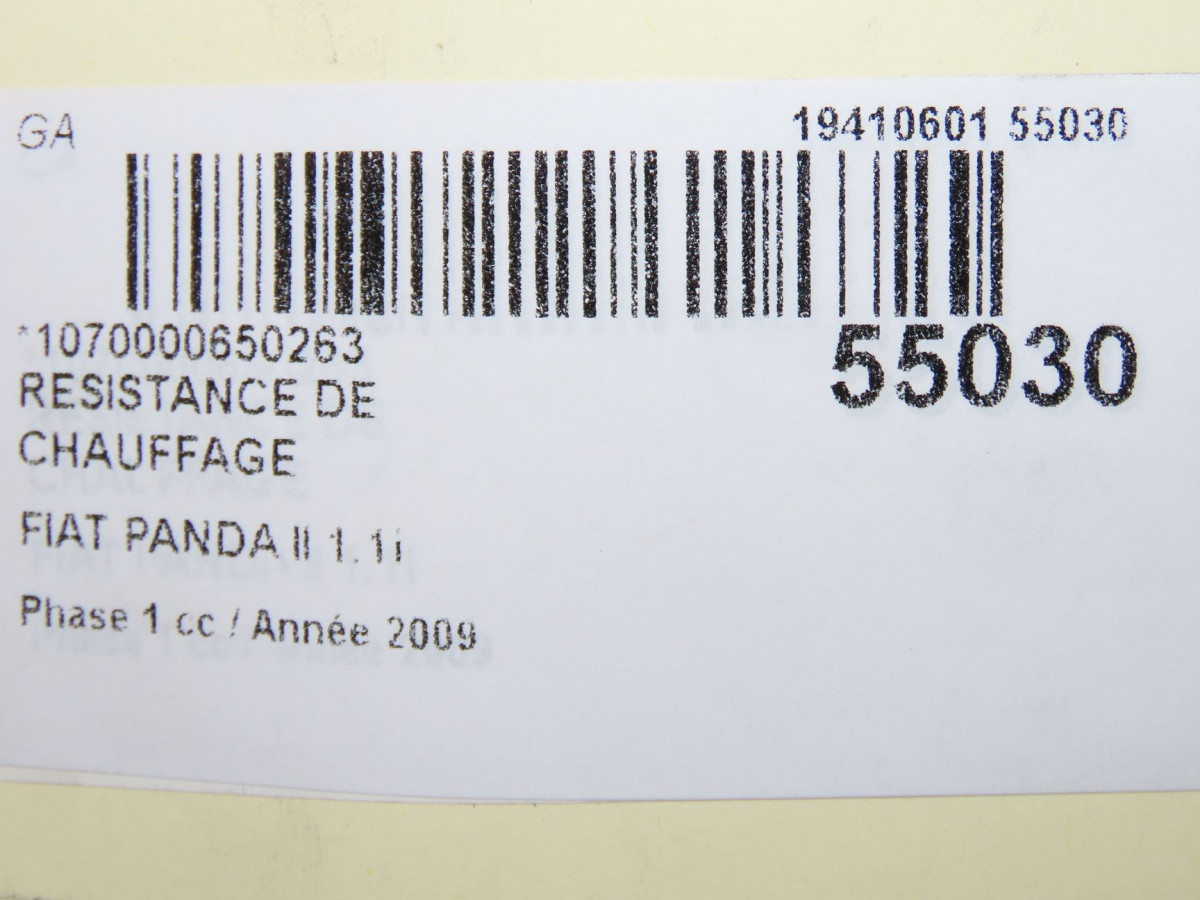 GA
19410601 55030
*1070000650263
55030
RESISTANCE DE
CHAUFFAGE
FIAT PANDA II 1.1i
Phase 1 cc / Année 2009